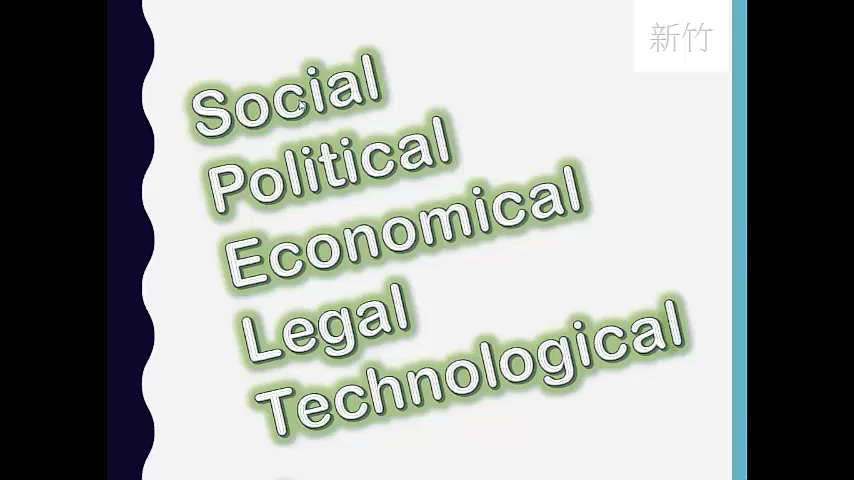 新竹
Social
Political
Economical
Legal
Technological